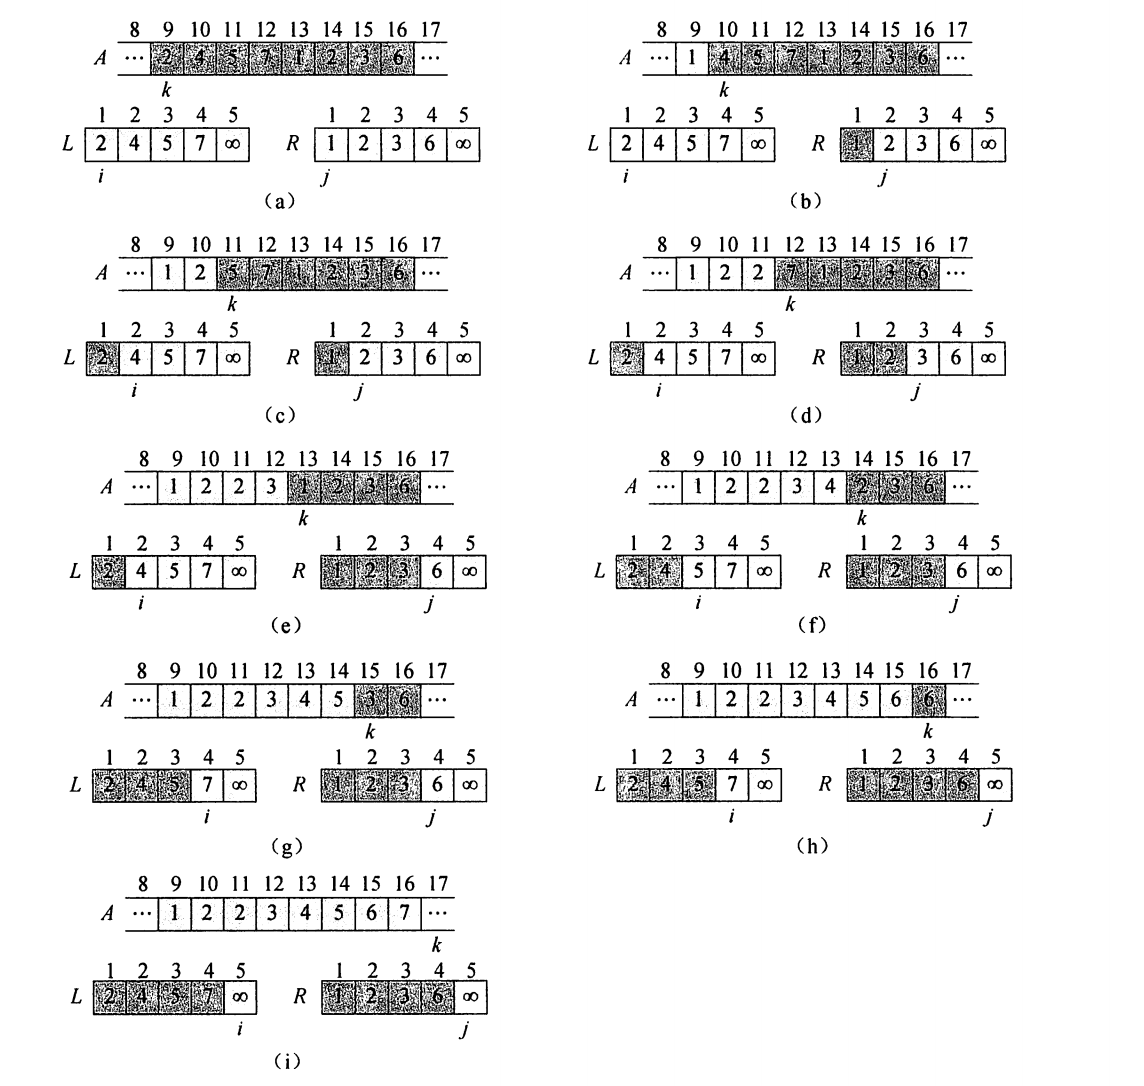 8 9 10 11 12 13 14 15 16 17
A ··· 2 4 5 7 1 2 3 6 ···
k
1 2 3 4 5 1 2 3 4 5
L 2 4 5 7 ∞ R 1 2 3 6 ∞
i j
(a)
8 9 10 11 12 13 14 15 16 17
A ··· 1 4 5 7 1 2 3 6 ···
k
1 2 3 4 5 1 2 3 4 5
L 2 4 5 7 ∞ R 1 2 3 6 ∞
i j
(b)
8 9 10 11 12 13 14 15 16 17
A ··· 1 2 5 7 1 2 3 6 ···
k
1 2 3 4 5 1 2 3 4 5
L 2 4 5 7 ∞ R 1 2 3 6 ∞
i j
(c)
8 9 10 11 12 13 14 15 16 17
A ··· 1 2 2 7 1 2 3 6 ···
k
1 2 3 4 5 1 2 3 4 5
L 2 4 5 7 ∞ R 1 2 3 6 ∞
i j
(d)
8 9 10 11 12 13 14 15 16 17
A ··· 1 2 2 3 1 2 3 6 ···
k
1 2 3 4 5 1 2 3 4 5
L 2 4 5 7 ∞ R 1 2 3 6 ∞
i j
(e)
8 9 10 11 12 13 14 15 16 17
A ··· 1 2 2 3 4 2 3 6 ···
k
1 2 3 4 5 1 2 3 4 5
L 2 4 5 7 ∞ R 1 2 3 6 ∞
i j
(f)
8 9 10 11 12 13 14 15 16 17
A ··· 1 2 2 3 4 5 3 6 ···
k
1 2 3 4 5 1 2 3 4 5
L 2 4 5 7 ∞ R 1 2 3 6 ∞
i j
(g)
8 9 10 11 12 13 14 15 16 17
A ··· 1 2 2 3 4 5 6 6 ···
k
1 2 3 4 5 1 2 3 4 5
L 2 4 5 7 ∞ R 1 2 3 6 ∞
i j
(h)
8 9 10 11 12 13 14 15 16 17
A ··· 1 2 2 3 4 5 6 7 ···
k
1 2 3 4 5 1 2 3 4 5
L 2 4 5 7 ∞ R 1 2 3 6 ∞
i j
(i)